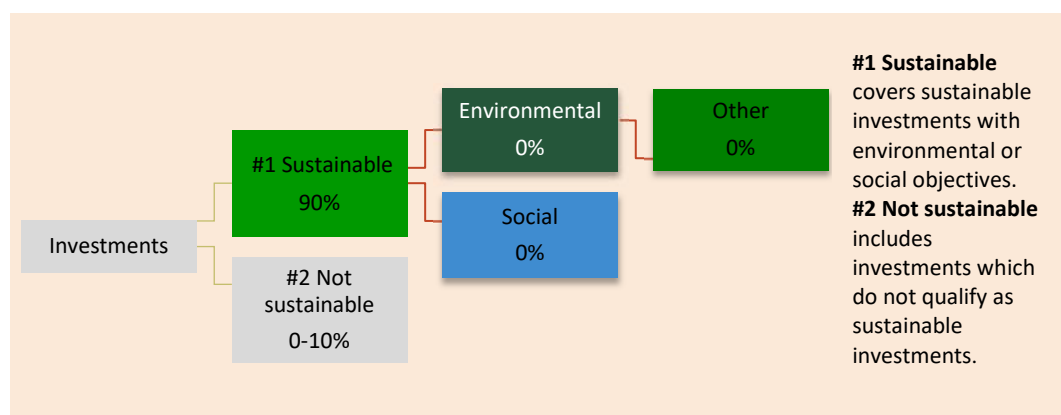 Investments
#1 Sustainable
90%
#2 Not
sustainable
0-10%
Environmental
0%
Social
0%
Other
0%
#1 Sustainable
covers sustainable
investments with
environmental or
social objectives.
#2 Not sustainable
includes
investments which
do not qualify as
sustainable
investments.